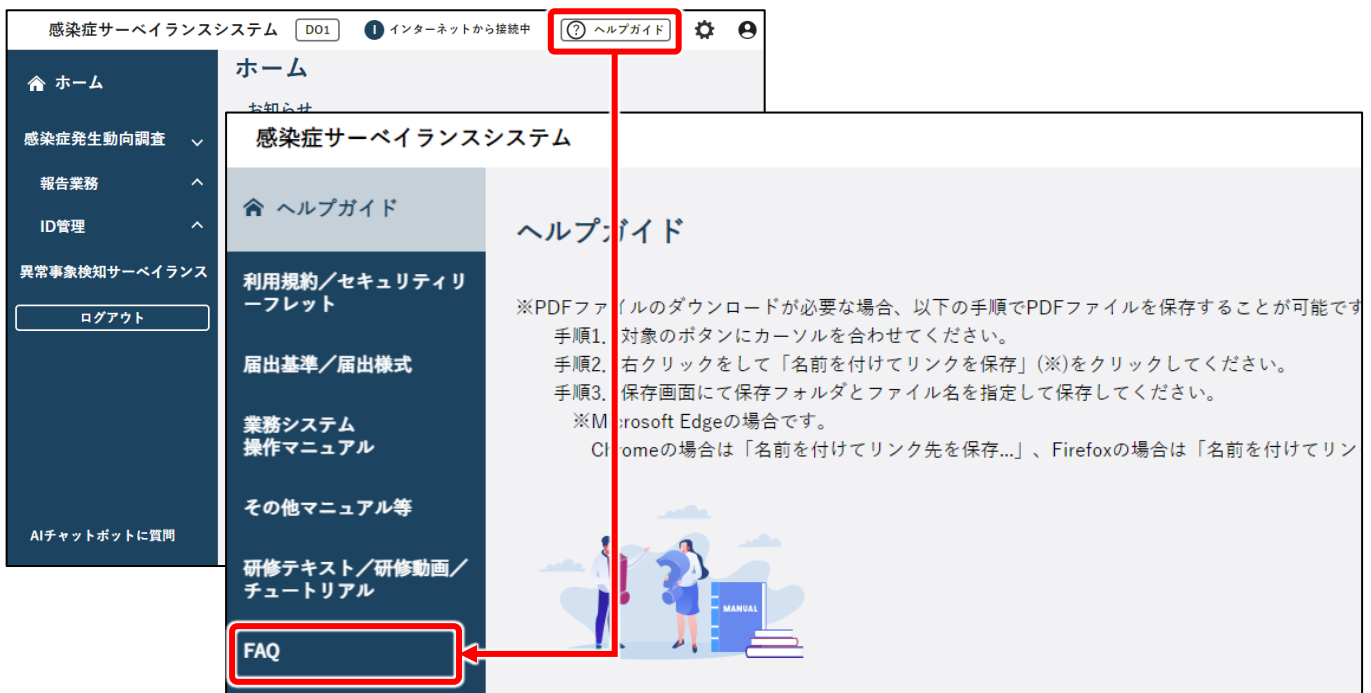 感染症サーベイランスシステム DO1 I インターネットから接続中 ? ヘルプガイド
ホーム
感染症発生動向調査
報告業務
ID管理
異常事象検知サーベイランス
ログアウト
AIチャットボットに質問
ホーム
お知らせ
感染症サーベイランスシステム
ヘルプガイド
利用規約／セキュリティリ
ーフレット
届出基準／届出様式
業務システム
操作マニュアル
その他マニュアル等
研修テキスト／研修動画／
チュートリアル
FAQ
ヘルプガイド
※PDFファイルのダウンロードが必要な場合、以下の手順でPDFファイルを保存することが可能です
手順1. 対象のボタンにカーソルを合わせてください。
手順2. 右クリックをして「名前を付けてリンクを保存」(※)をクリックしてください。
手順3. 保存画面にて保存フォルダとファイル名を指定して保存してください。
※Microsoft Edgeの場合です。
Chromeの場合は「名前を付けてリンク先を保存...」、Firefoxの場合は「名前を付けてリン
MANUAL